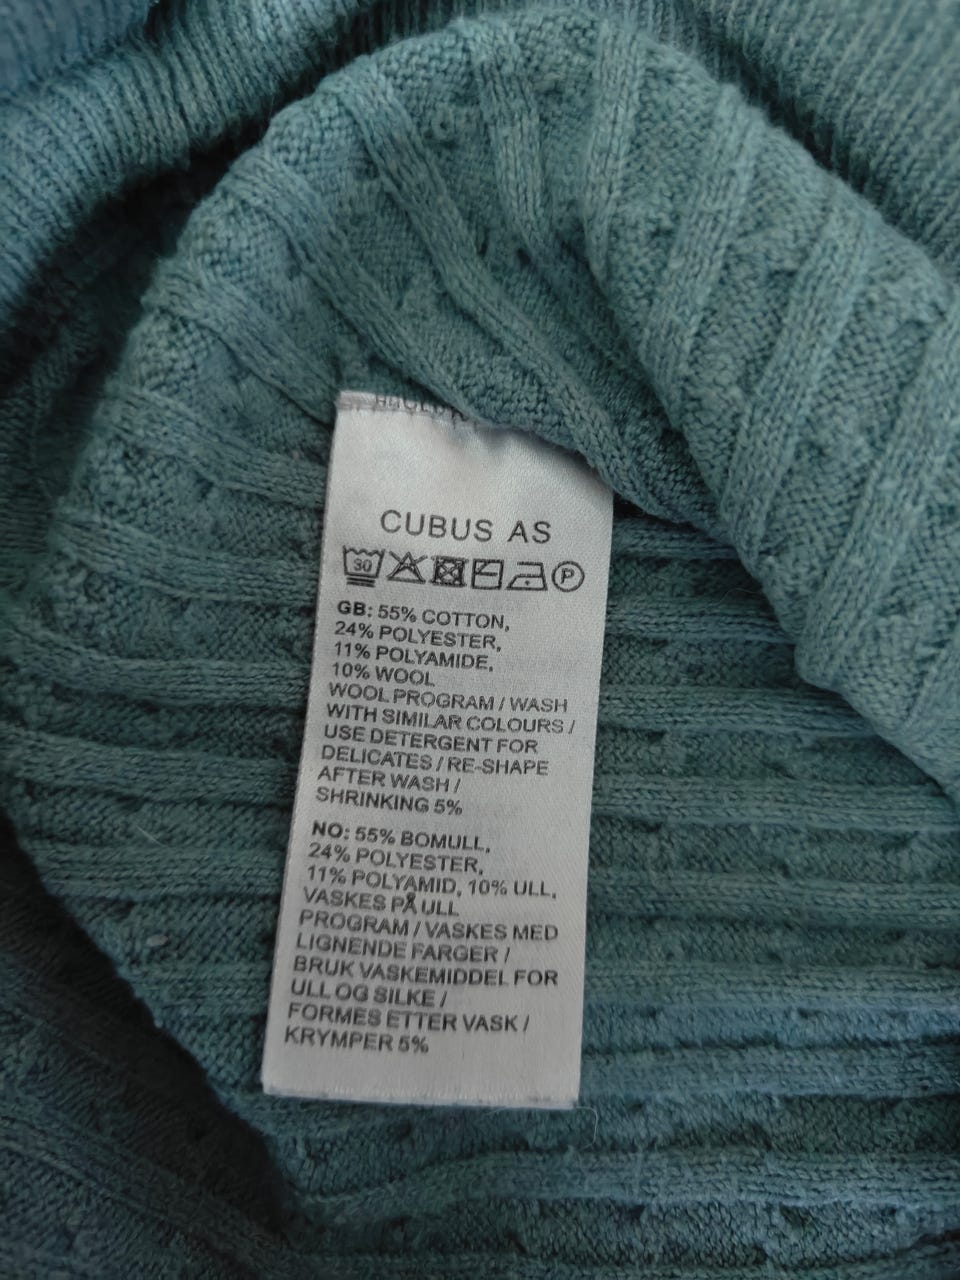 CUBUS AS
30 P
GB: 55% COTTON,
24% POLYESTER,
11% POLYAMIDE,
10% WOOL
WOOL PROGRAM / WASH
WITH SIMILAR COLOURS /
USE DETERGENT FOR
DELICATES / RE-SHAPE
AFTER WASH /
SHRINKING 5%
NO: 55% BOMULL,
24% POLYESTER,
11% POLYAMID, 10% ULL,
VASKES PÅ ULL
PROGRAM / VASKES MED
LIGNENDE FARGER /
BRUK VASKEMIDDEL FOR
ULL OG SILKE /
FORMES ETTER VASK /
KRYMPER 5%